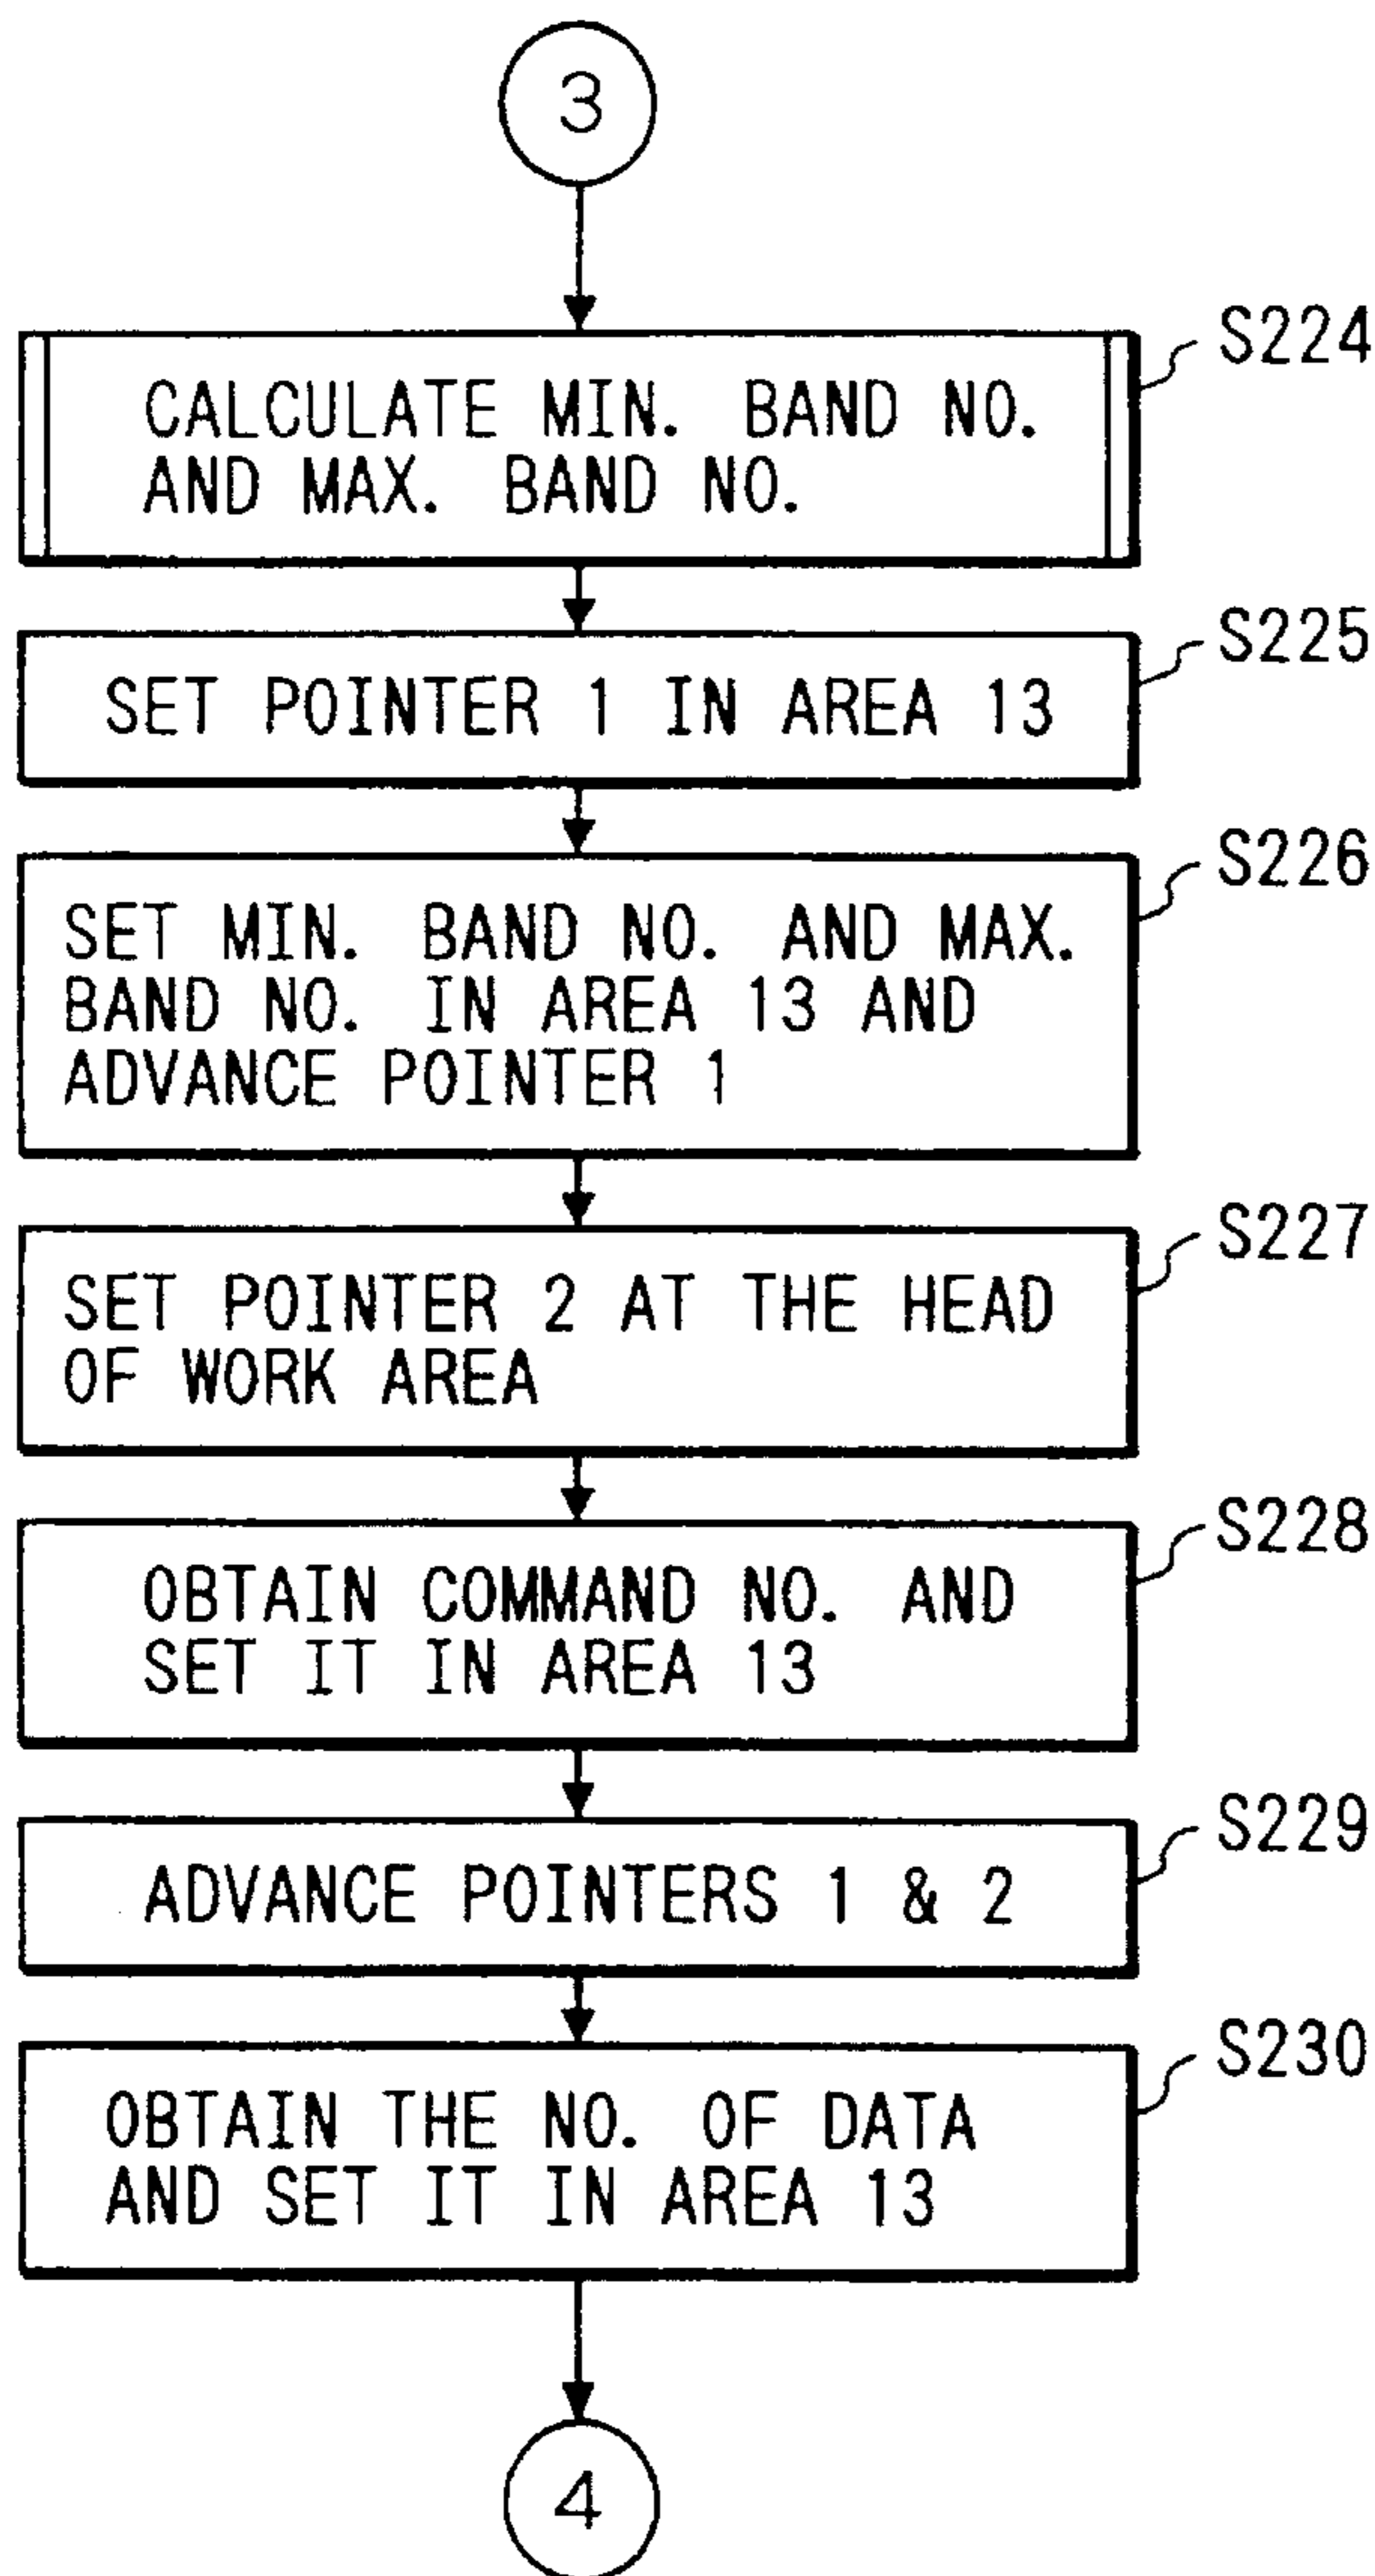 3
S224
CALCULATE MIN. BAND NO.
AND MAX. BAND NO.
S225
SET POINTER 1 IN AREA 13
S226
SET MIN. BAND NO. AND MAX.
BAND NO. IN AREA 13 AND
ADVANCE POINTER 1
S227
SET POINTER 2 AT THE HEAD
OF WORK AREA
S228
OBTAIN COMMAND NO. AND
SET IT IN AREA 13
S229
ADVANCE POINTERS 1 & 2
S230
OBTAIN THE NO. OF DATA
AND SET IT IN AREA 13
4